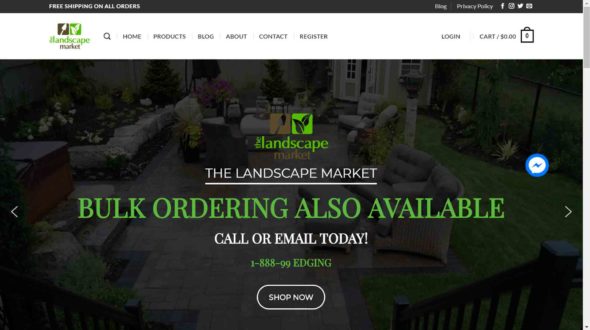 FREE SHIPPING ON ALL ORDERS
Blog
Privacy Policy
the landscape market
HOME
PRODUCTS
BLOG
ABOUT
CONTACT
REGISTER
LOGIN
CART / $0.00
0
the landscape
market
THE LANDSCAPE MARKET
BULK ORDERING ALSO AVAILABLE
CALL OR EMAIL TODAY!
1-888-99 EDGING
SHOP NOW